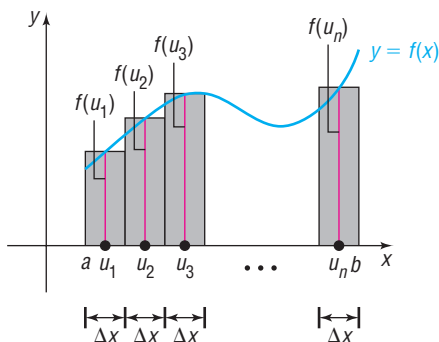 y
f(u₃)
f(uₙ)
f(u₂)
y = f(x)
f(u₁)
a u₁ u₂ u₃ • • • uₙ b x
Δx Δx Δx Δx